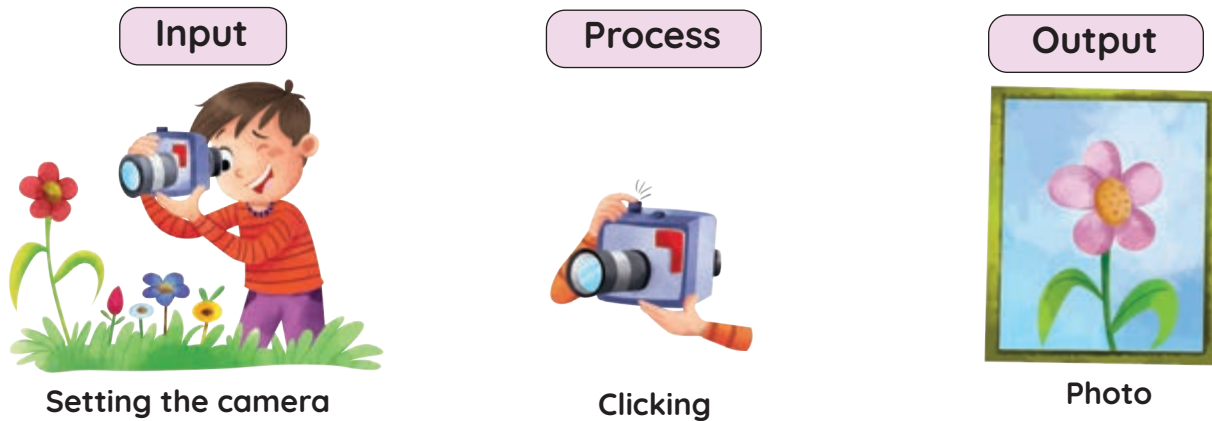 Input
Process
Output
Setting the camera
Clicking
Photo